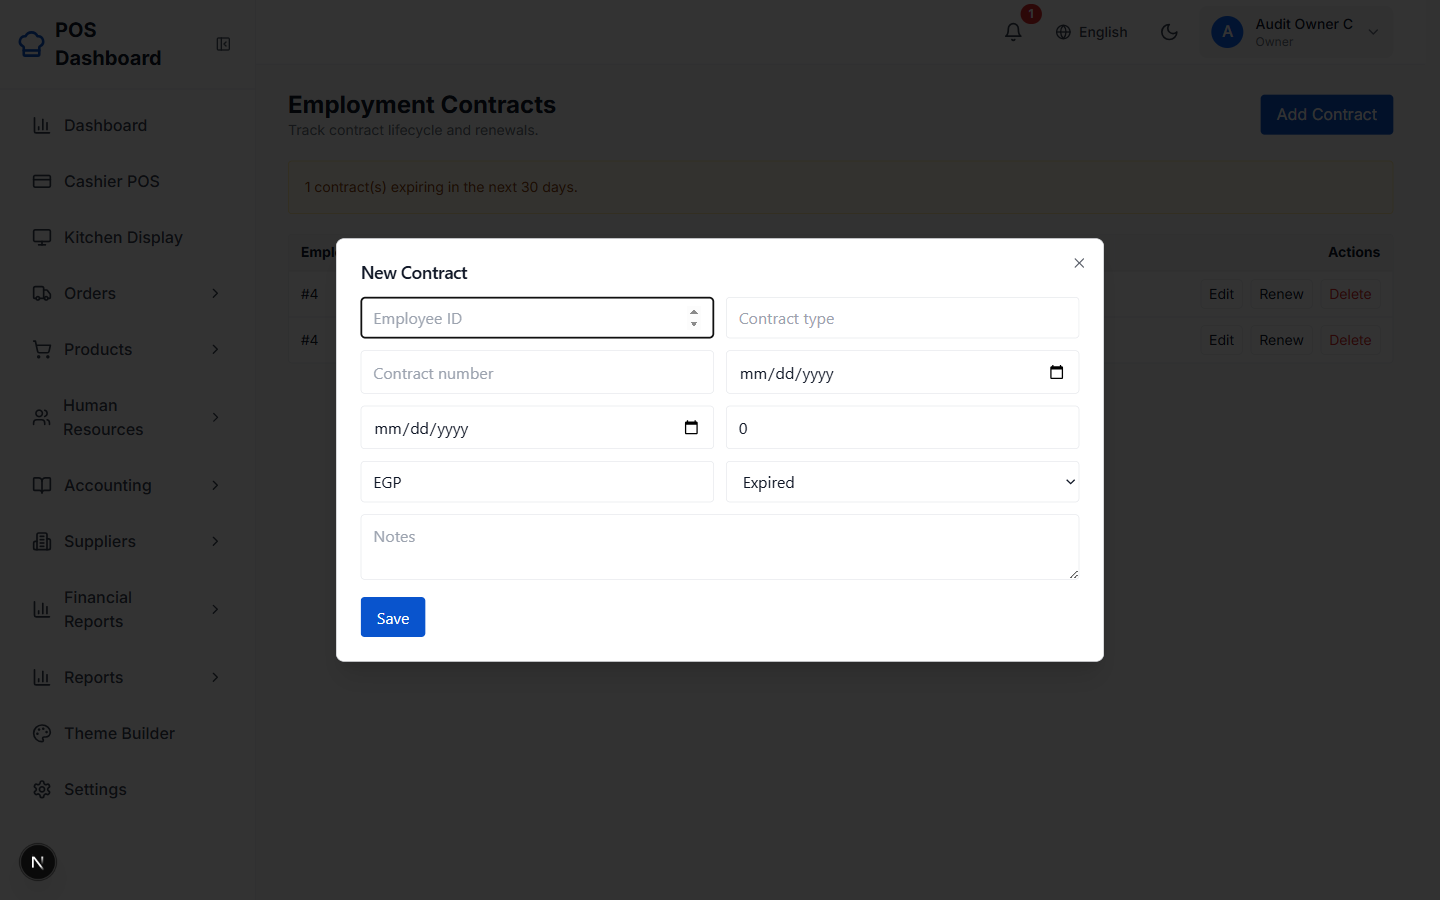 POS
Dashboard
Dashboard
Cashier POS
Kitchen Display
Orders
Products
Human
Resources
Accounting
Suppliers
Financial
Reports
Reports
Theme Builder
Settings
N
1
English
A
Audit Owner C
Owner
Employment Contracts
Track contract lifecycle and renewals.
Add Contract
1 contract(s) expiring in the next 30 days.
Actions
#4
Edit Renew Delete
#4
Edit Renew Delete
New Contract
Employee ID
Contract type
Contract number
mm/dd/yyyy
mm/dd/yyyy
0
EGP
Expired
Notes
Save